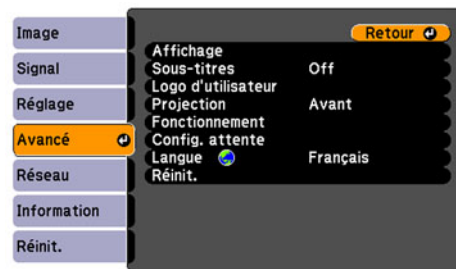 Image
Signal
Réglage
Avancé
Réseau
Information
Réinit.
Retour
Affichage
Sous-titres Off
Logo d'utilisateur
Projection Avant
Fonctionnement
Config. attente
Langue Français
Réinit.